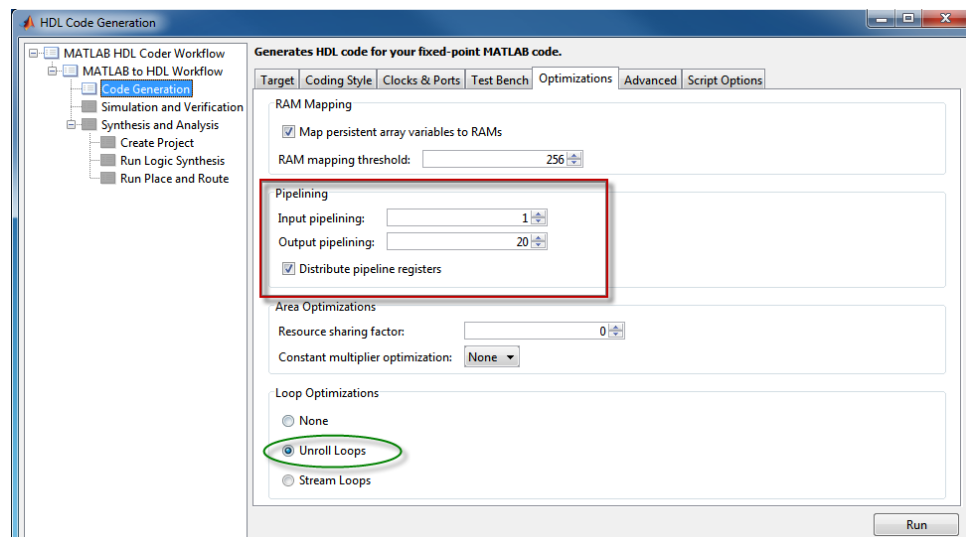 HDL Code Generation
MATLAB HDL Coder Workflow
MATLAB to HDL Workflow
Code Generation
Simulation and Verification
Synthesis and Analysis
Create Project
Run Logic Synthesis
Run Place and Route
Generates HDL code for your fixed-point MATLAB code.
Target Coding Style Clocks & Ports Test Bench Optimizations Advanced Script Options
RAM Mapping
Map persistent array variables to RAMs
RAM mapping threshold: 256
Pipelining
Input pipelining: 1
Output pipelining: 20
Distribute pipeline registers
Area Optimizations
Resource sharing factor: 0
Constant multiplier optimization: None
Loop Optimizations
None
Unroll Loops
Stream Loops
Run